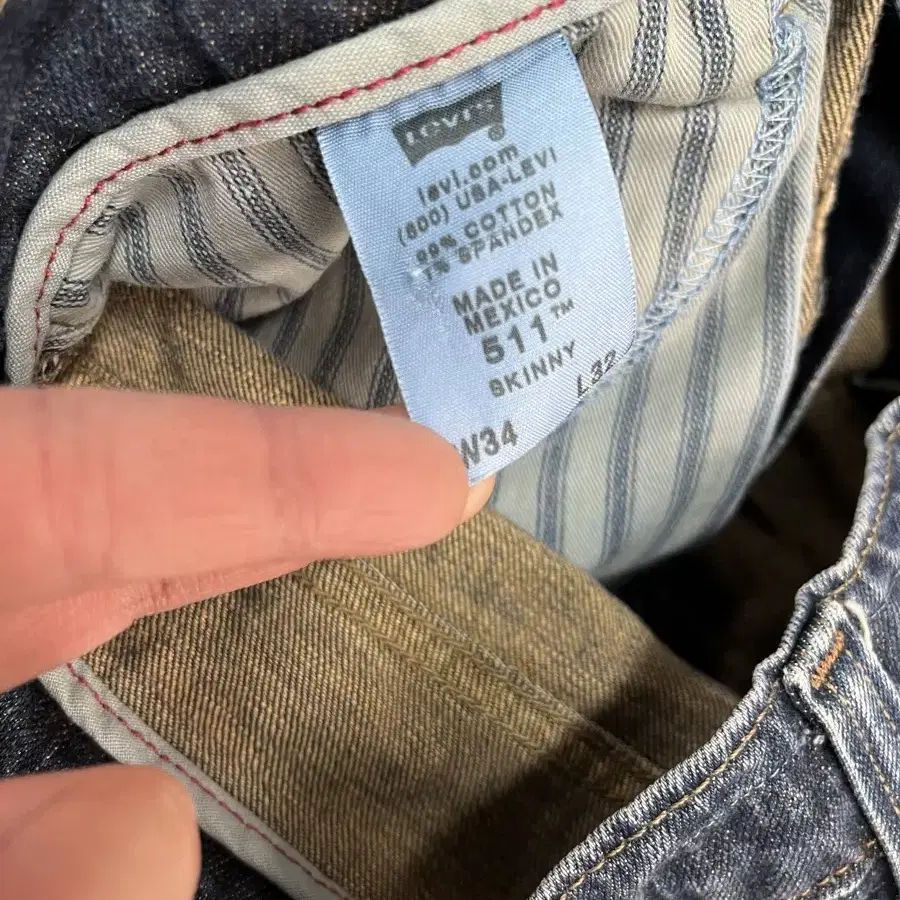 Levi's
levi.com
(800) USA-LEVI
99% COTTON
1% SPANDEX
MADE IN
MEXICO
511™
SKINNY
W34 L32